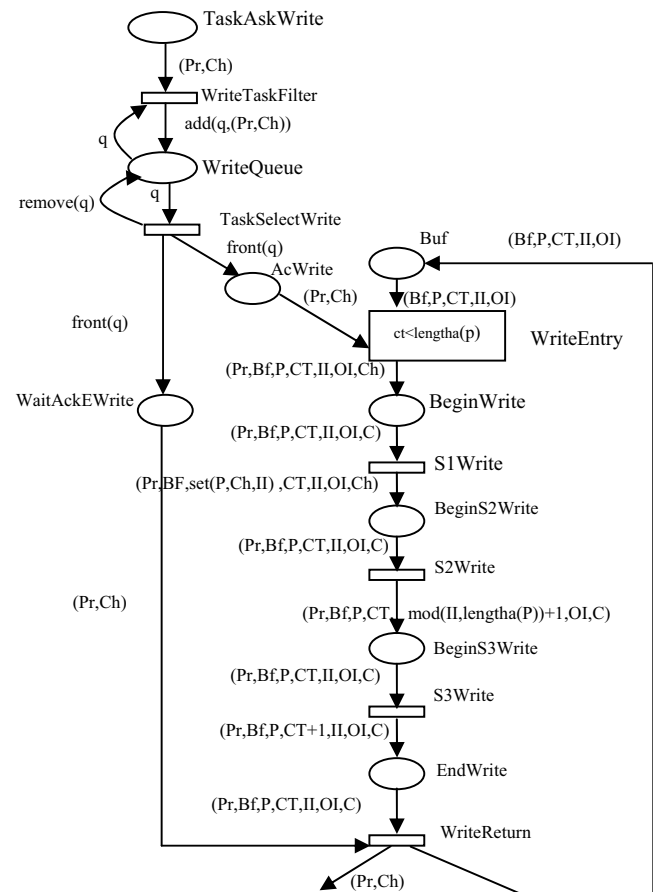 TaskAskWrite
(Pr,Ch)
WriteTaskFilter
add(q,(Pr,Ch))
q
WriteQueue
q
remove(q)
TaskSelectWrite
front(q)
Buf
(Bf,P,CT,II,OI)
AcWrite
(Pr,Ch)
(Bf,P,CT,II,OI)
front(q)
ct<lengtha(p)
WriteEntry
(Pr,Bf,P,CT,II,OI,Ch)
WaitAckEWrite
BeginWrite
(Pr,Bf,P,CT,II,OI,C)
S1Write
(Pr,BF,set(P,Ch,II) ,CT,II,OI,Ch)
BeginS2Write
(Pr,Bf,P,CT,II,OI,C)
S2Write
(Pr,Ch)
(Pr,Bf,P,CT, mod(II,lengtha(P))+1,OI,C)
BeginS3Write
(Pr,Bf,P,CT,II,OI,C)
S3Write
(Pr,Bf,P,CT+1,II,OI,C)
EndWrite
(Pr,Bf,P,CT,II,OI,C)
WriteReturn
(Pr,Ch)